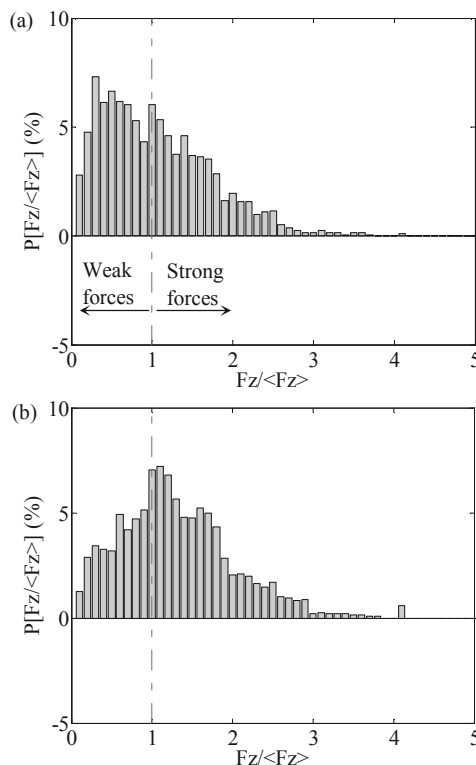 (a)
10
P[Fz/<Fz>] (%)
5
0
Weak Strong
forces forces
-5
0 1 2 3 4 5
Fz/<Fz>
(b)
10
P[Fz/<Fz>] (%)
5
0
-5
0 1 2 3 4 5
Fz/<Fz>